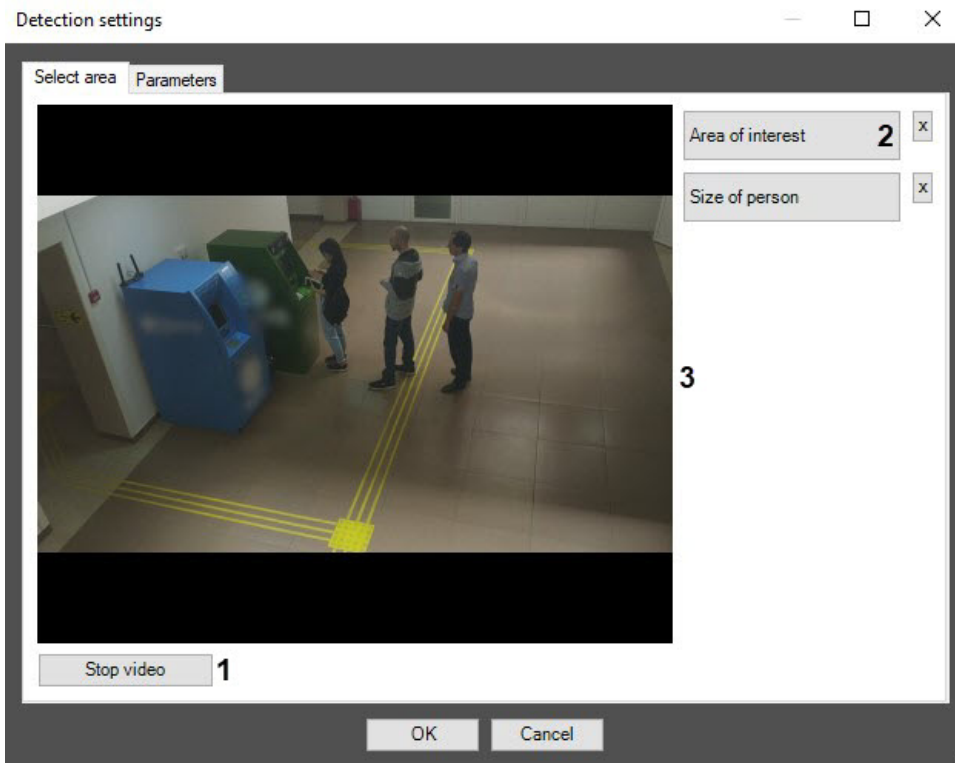 Detection settings
Select area
Parameters
Area of interest 2
x
Size of person
x
3
Stop video 1
OK
Cancel